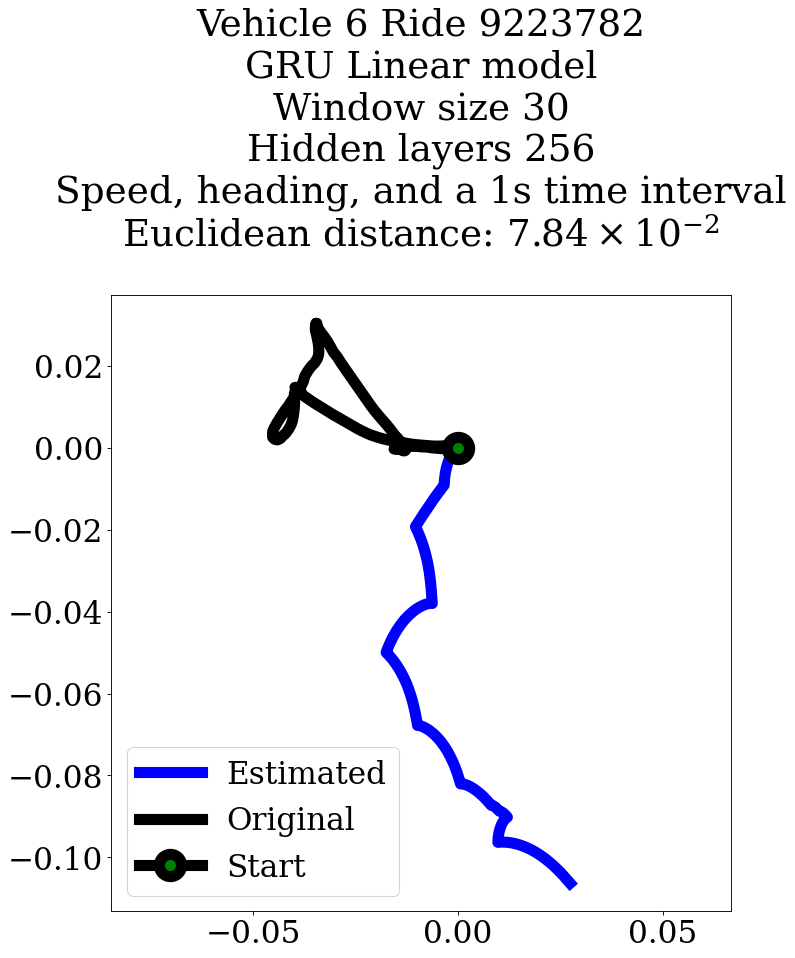 Vehicle 6 Ride 9223782
GRU Linear model
Window size 30
Hidden layers 256
Speed, heading, and a 1s time interval
Euclidean distance: 7.84 × 10⁻²
0.02
0.00
−0.02
−0.04
−0.06
−0.08
−0.10
Estimated
Original
Start
−0.05
0.00
0.05